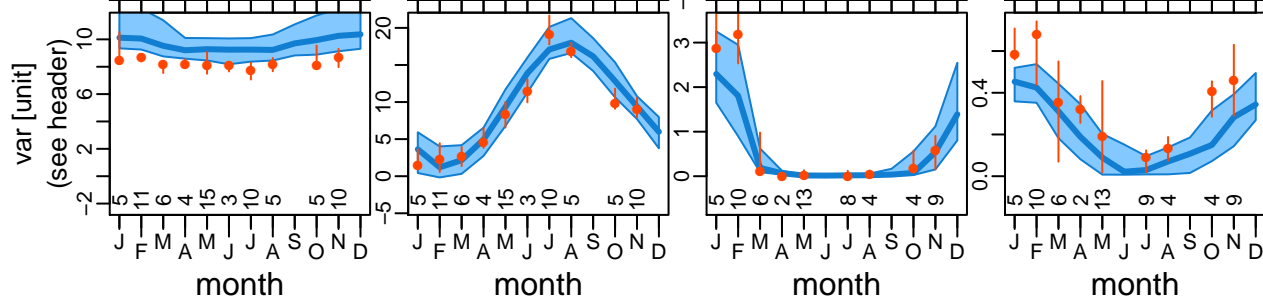 var [unit]
(see header)
10
6
2
−2
5 11 6 4 15 3 10 5 5 10
J F M A M J J A S O N D
month
20
10
5
0
−5
5 11 6 4 15 3 10 5 5 10
J F M A M J J A S O N D
month
3
2
1
0
5 10 6 2 13 8 4 4 9
J F M A M J J A S O N D
month
0.4
0.0
5 10 6 2 13 9 4 4 9
J F M A M J J A S O N D
month